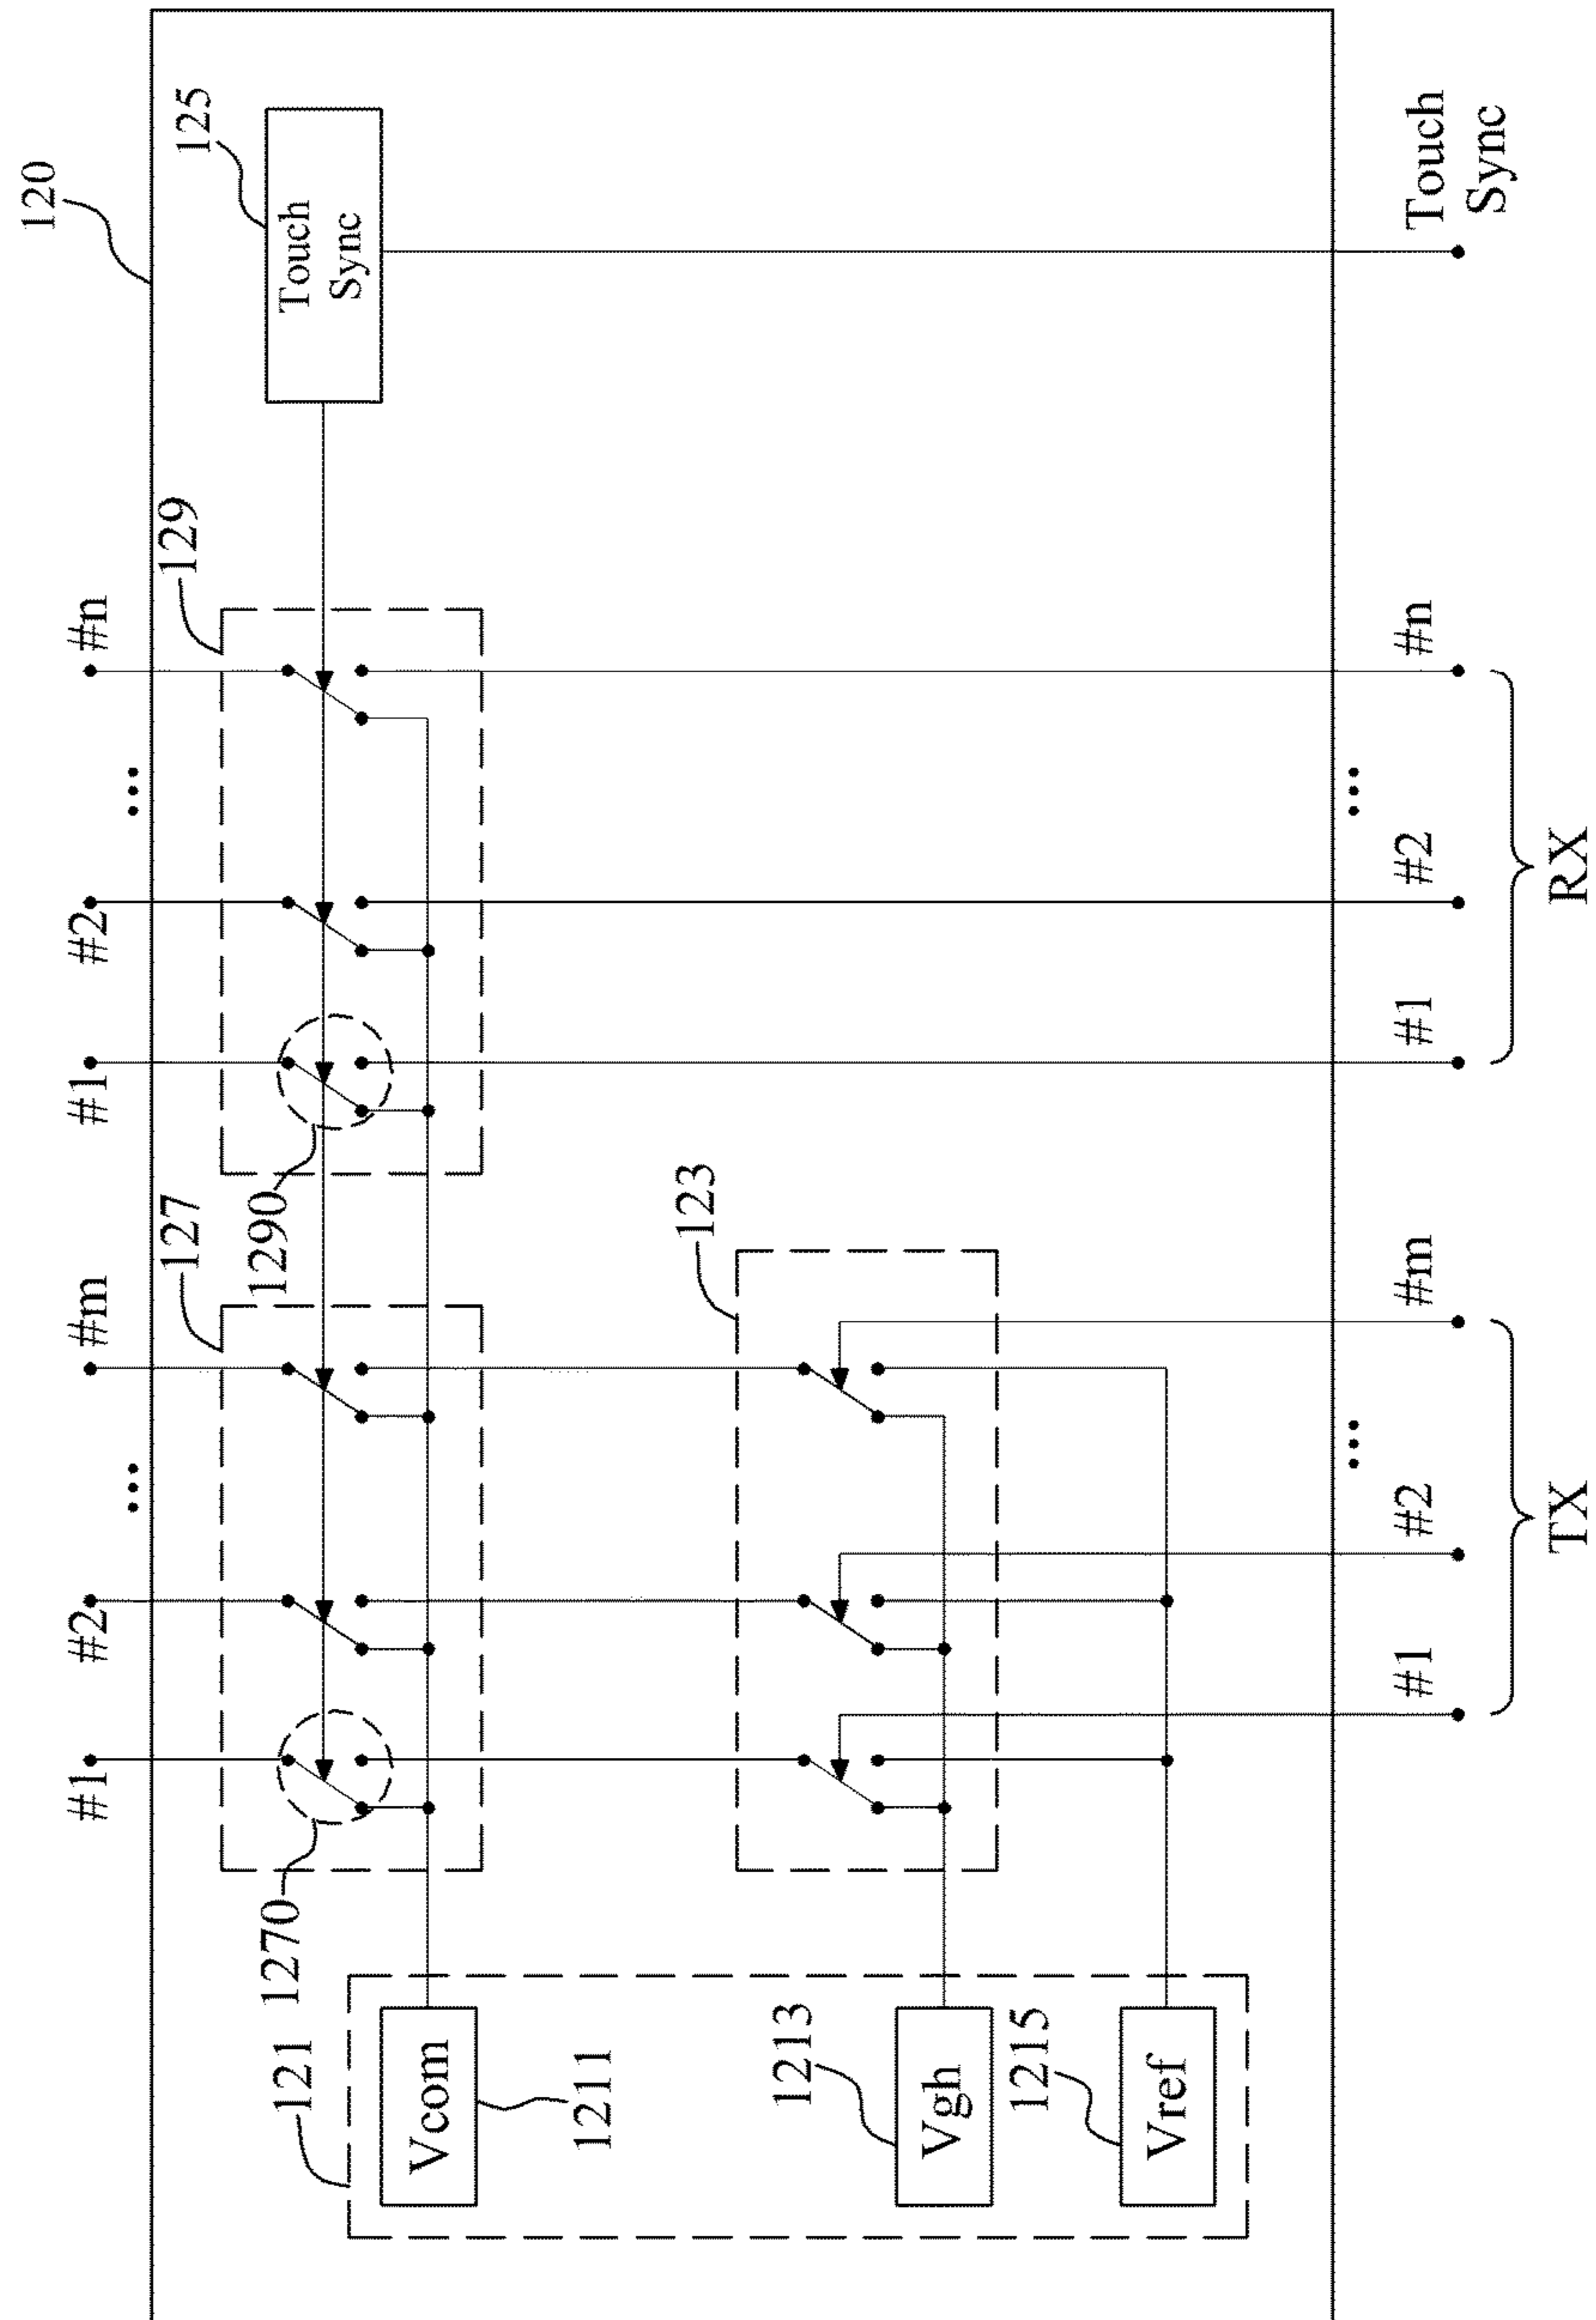 120
125
Touch
Sync
Touch
Sync
129
#n
...
#2
#1
1290
#n
...
#2
#1
RX
127
#m
...
#2
#1
1270
123
#m
...
#2
#1
TX
121
Vcom
1211
Vgh
1213
Vref
1215